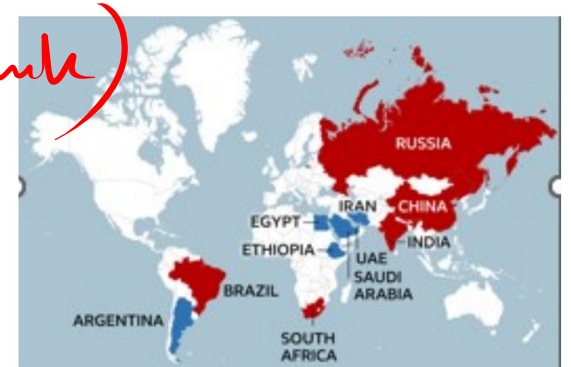 RUSSIA
IRAN
CHINA
EGYPT
INDIA
ETHIOPIA
UAE
SAUDI
ARABIA
BRAZIL
ARGENTINA
SOUTH
AFRICA